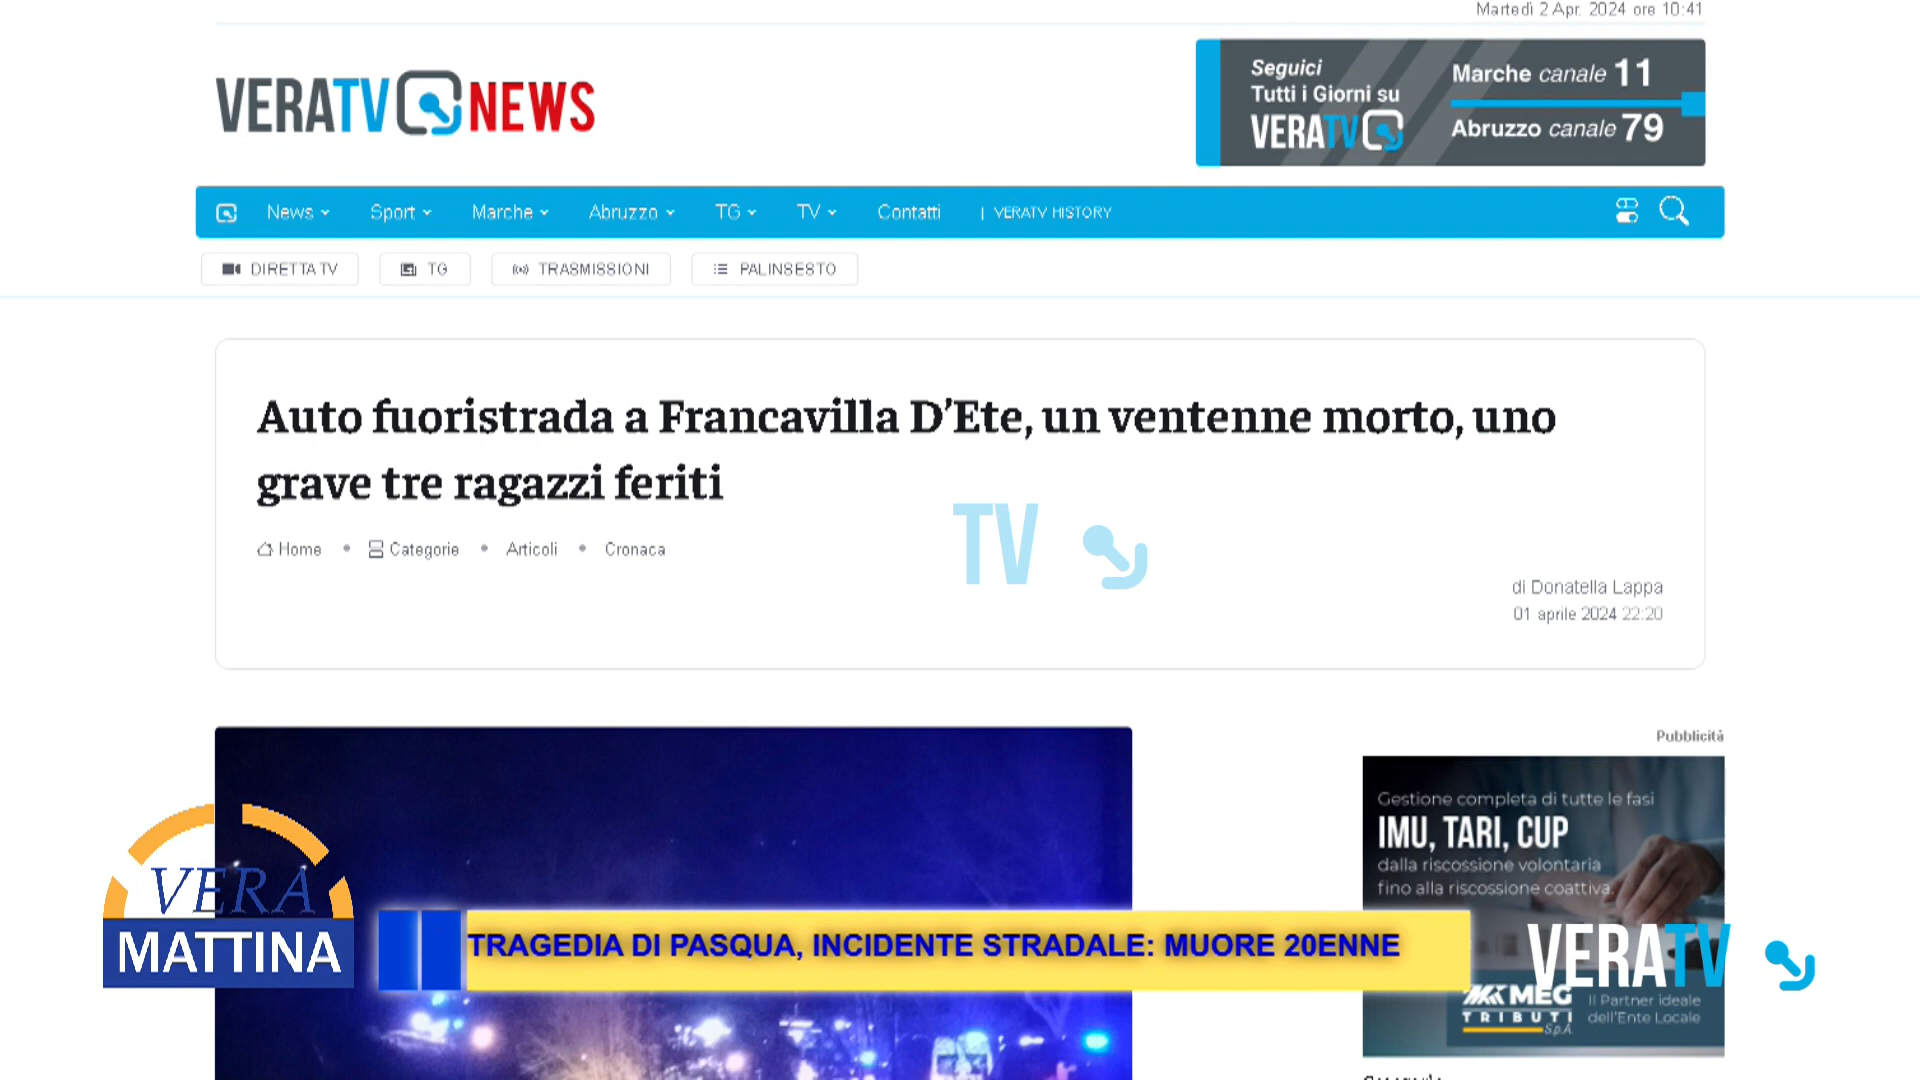 Martedì 2 Apr. 2024 ore 10:41
VERATV NEWS
Seguici
Tutti i Giorni su
VERATV
Marche canale 11
Abruzzo canale 79
News Sport Marche Abruzzo TG TV Contatti | VERATV HISTORY
DIRETTA TV TG TRASMISSIONI PALINSESTO
Auto fuoristrada a Francavilla D’Ete, un ventenne morto, uno
grave tre ragazzi feriti
TV
Home • Categorie • Articoli • Cronaca
di Donatella Lappa
01 aprile 2024 22:20
Pubblicità
Gestione completa di tutte le fasi
IMU, TARI, CUP
dalla riscossione volontaria
fino alla riscossione coattiva.
VERA
MATTINA
TRAGEDIA DI PASQUA, INCIDENTE STRADALE: MUORE 20ENNE
VERATV
MEG
TRIBUTI
S.p.A.
Il Partner ideale
dell'Ente Locale